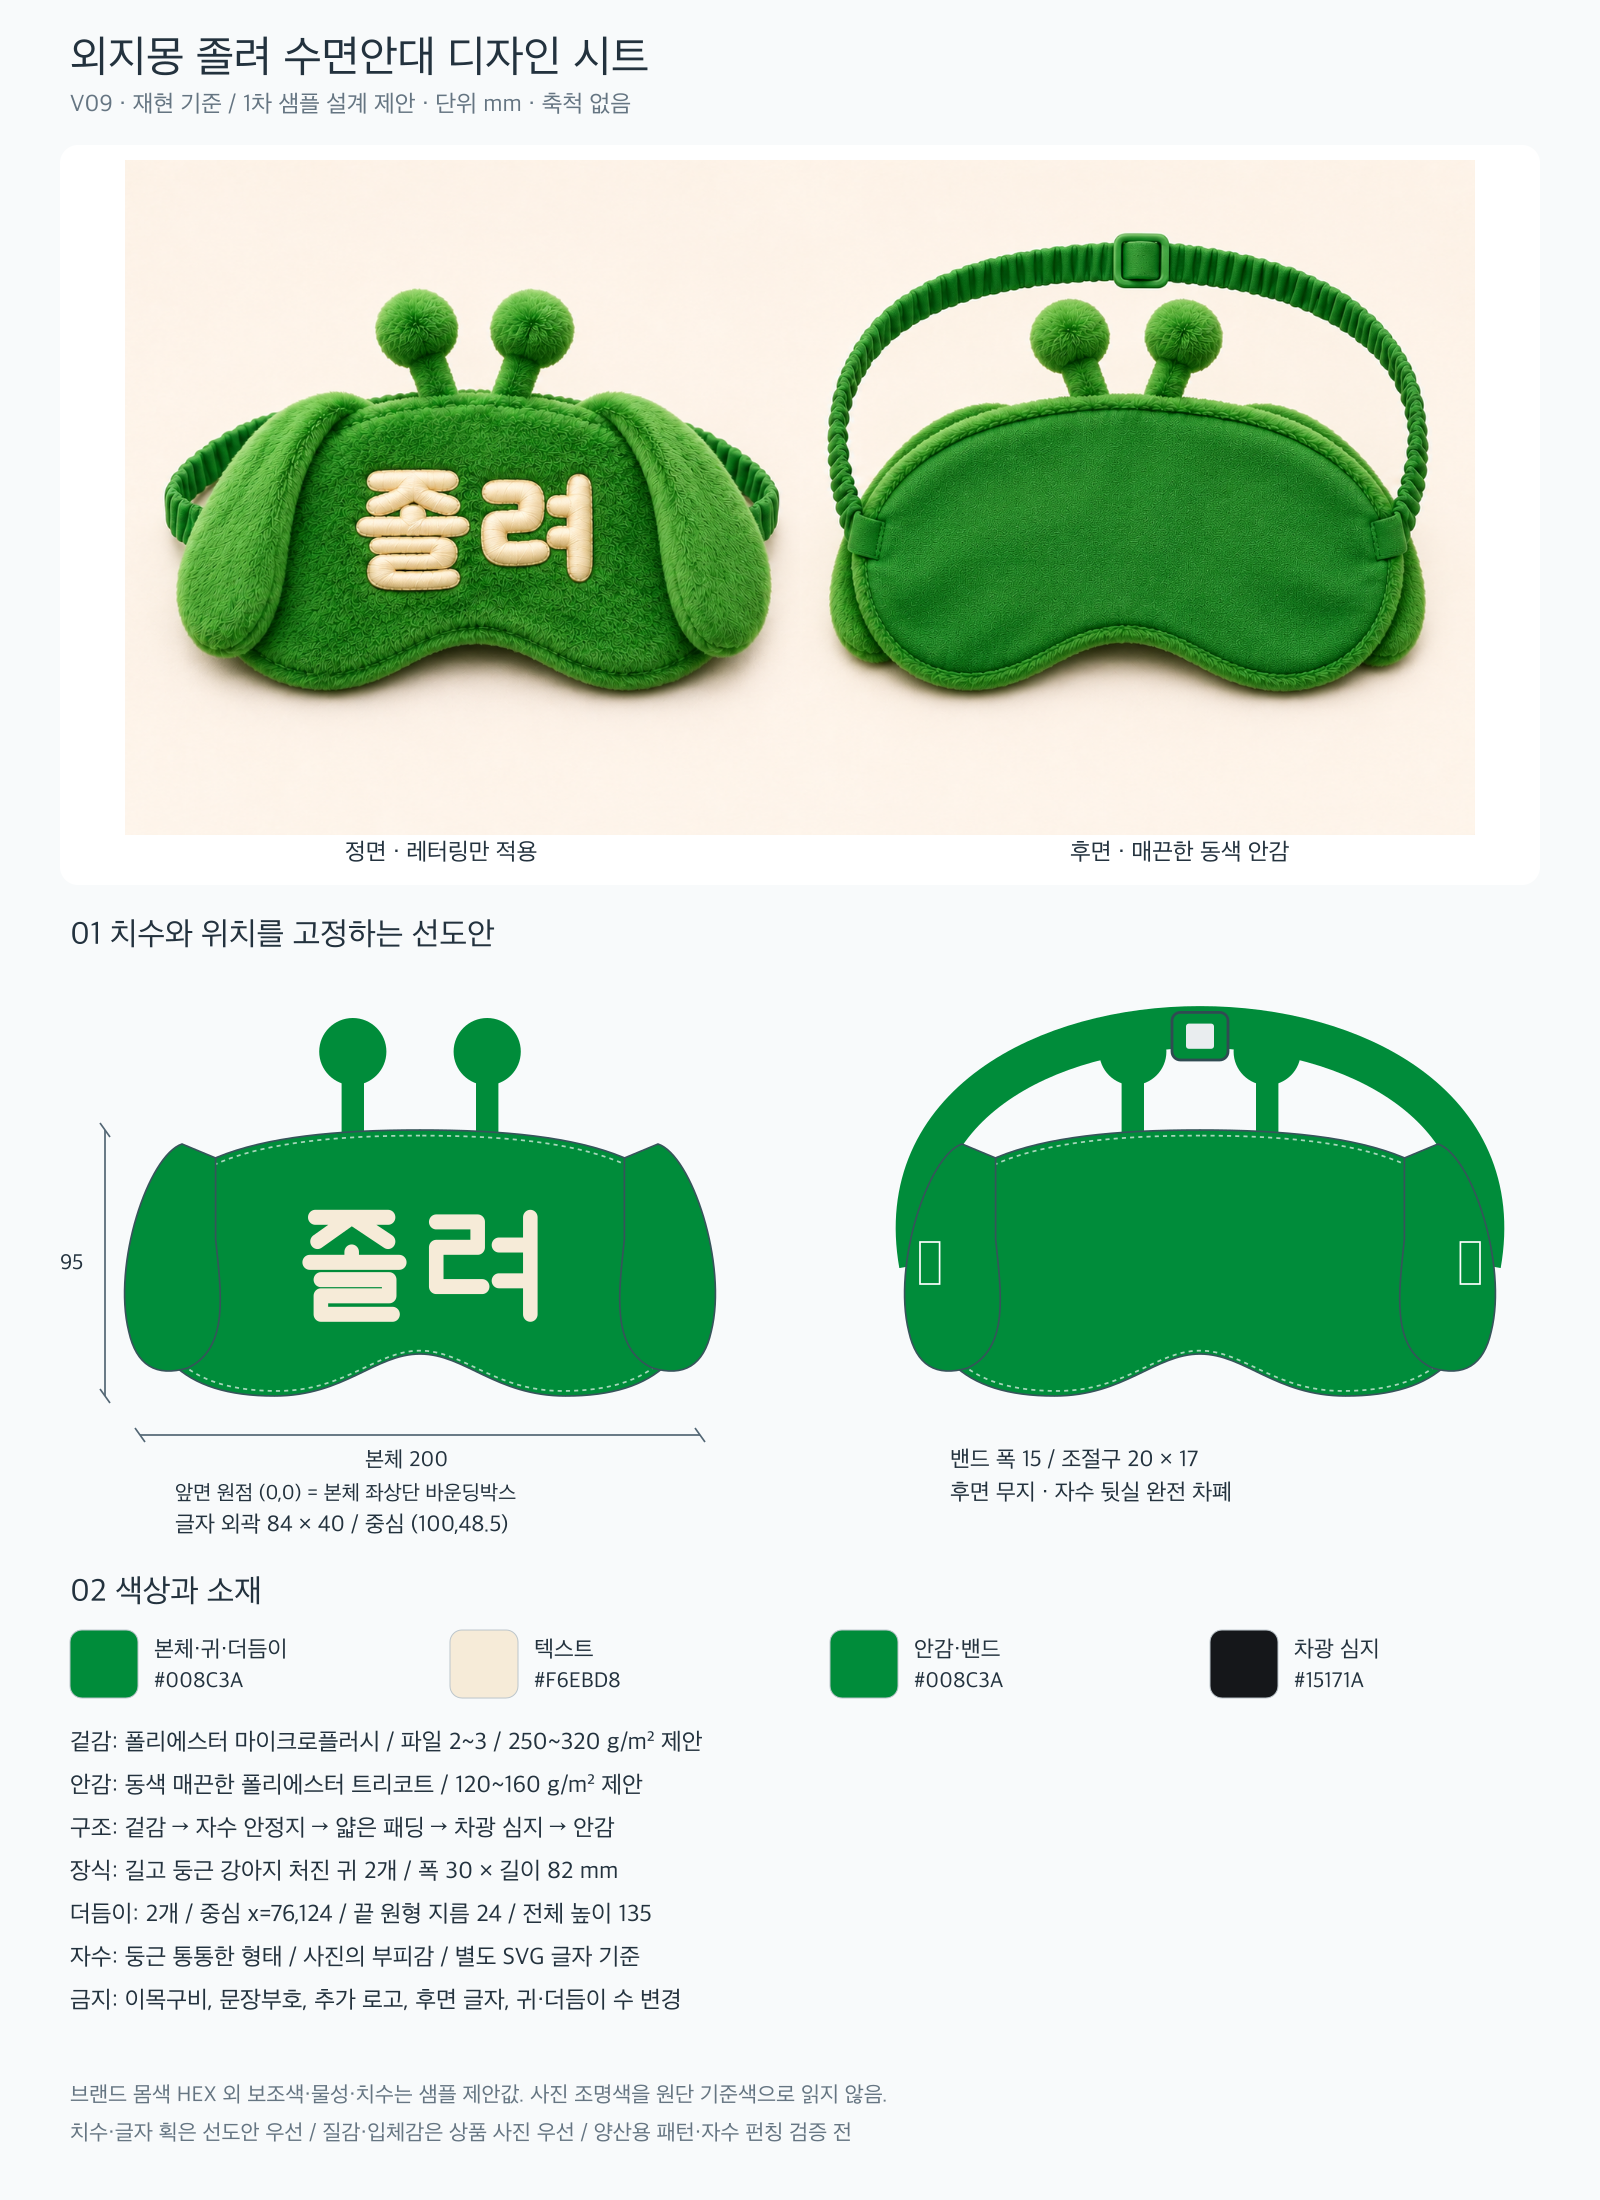 외지몽 졸려 수면안대 디자인 시트
V09 · 재현 기준 / 1차 샘플 설계 제안 · 단위 mm · 축척 없음
졸려
정면 · 레터링만 적용
후면 · 매끈한 동색 안감
01 치수와 위치를 고정하는 선도안
졸려
95
본체 200
앞면 원점 (0,0) = 본체 좌상단 바운딩박스
글자 외곽 84 × 40 / 중심 (100,48.5)
밴드 폭 15 / 조절구 20 × 17
후면 무지 · 자수 뒷실 완전 차폐
02 색상과 소재
본체·귀·더듬이
#008C3A
텍스트
#F6EBD8
안감·밴드
#008C3A
차광 심지
#15171A
겉감: 폴리에스터 마이크로플러시 / 파일 2~3 / 250~320 g/m² 제안
안감: 동색 매끈한 폴리에스터 트리코트 / 120~160 g/m² 제안
구조: 겉감 → 자수 안정지 → 얇은 패딩 → 차광 심지 → 안감
장식: 길고 둥근 강아지 처진 귀 2개 / 폭 30 × 길이 82 mm
더듬이: 2개 / 중심 x=76,124 / 끝 원형 지름 24 / 전체 높이 135
자수: 둥근 통통한 형태 / 사진의 부피감 / 별도 SVG 글자 기준
금지: 이목구비, 문장부호, 추가 로고, 후면 글자, 귀·더듬이 수 변경
브랜드 몸색 HEX 외 보조색·물성·치수는 샘플 제안값. 사진 조명색을 원단 기준색으로 읽지 않음.
치수·글자 획은 선도안 우선 / 질감·입체감은 상품 사진 우선 / 양산용 패턴·자수 펀칭 검증 전